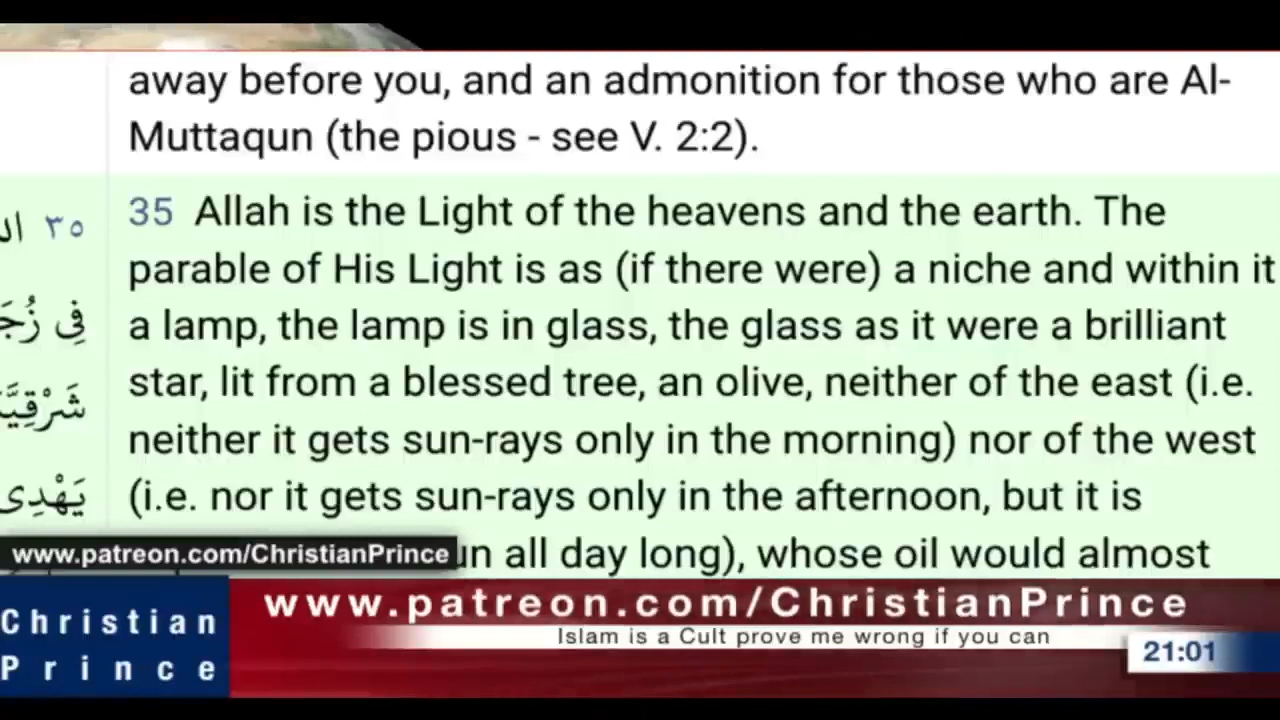 away before you, and an admonition for those who are Al-
Muttaqun (the pious - see V. 2:2).
٣٥
35 Allah is the Light of the heavens and the earth. The
parable of His Light is as (if there were) a niche and within it
فِى
a lamp, the lamp is in glass, the glass as it were a brilliant
star, lit from a blessed tree, an olive, neither of the east (i.e.
neither it gets sun-rays only in the morning) nor of the west
يَهْدِى
(i.e. nor it gets sun-rays only in the afternoon, but it is
www.patreon.com/ChristianPrince
all day long), whose oil would almost
www.patreon.com/ChristianPrince
Islam is a Cult prove me wrong if you can
Christian
Prince
21:01